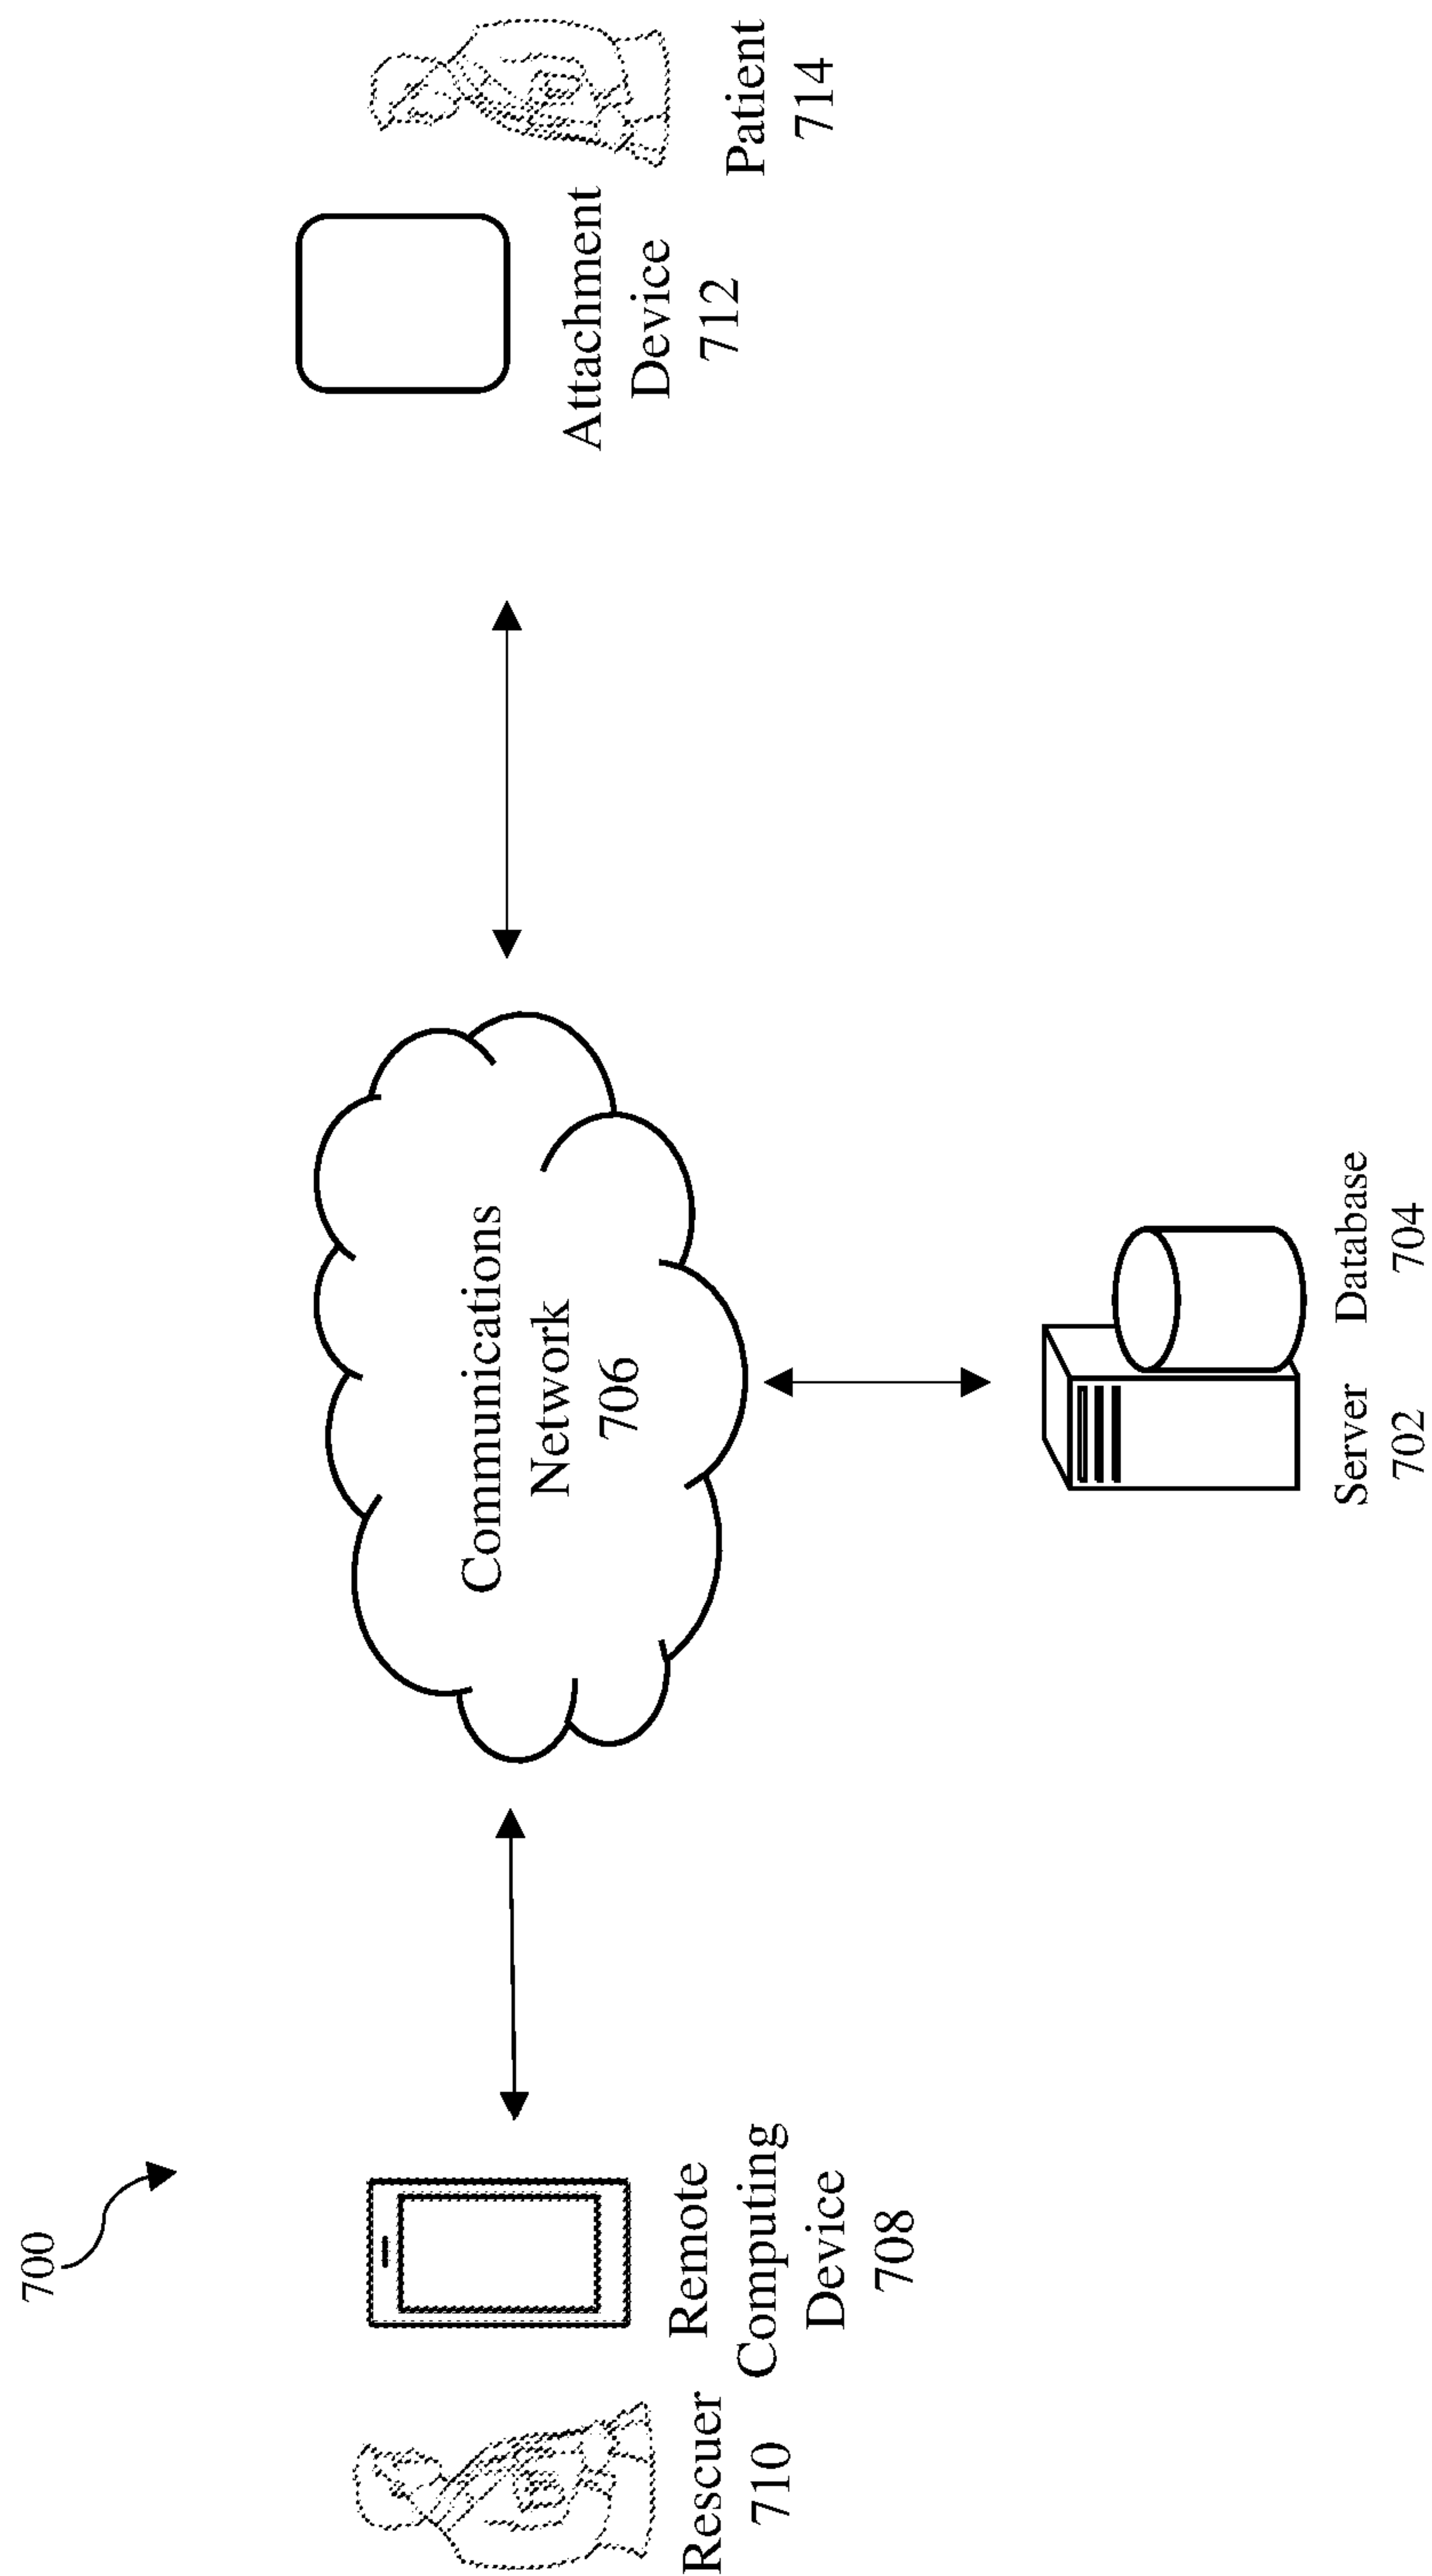 700
Rescuer
710
Remote
Computing
Device
708
Communications
Network
706
Server
702
Database
704
Attachment
Device
712
Patient
714